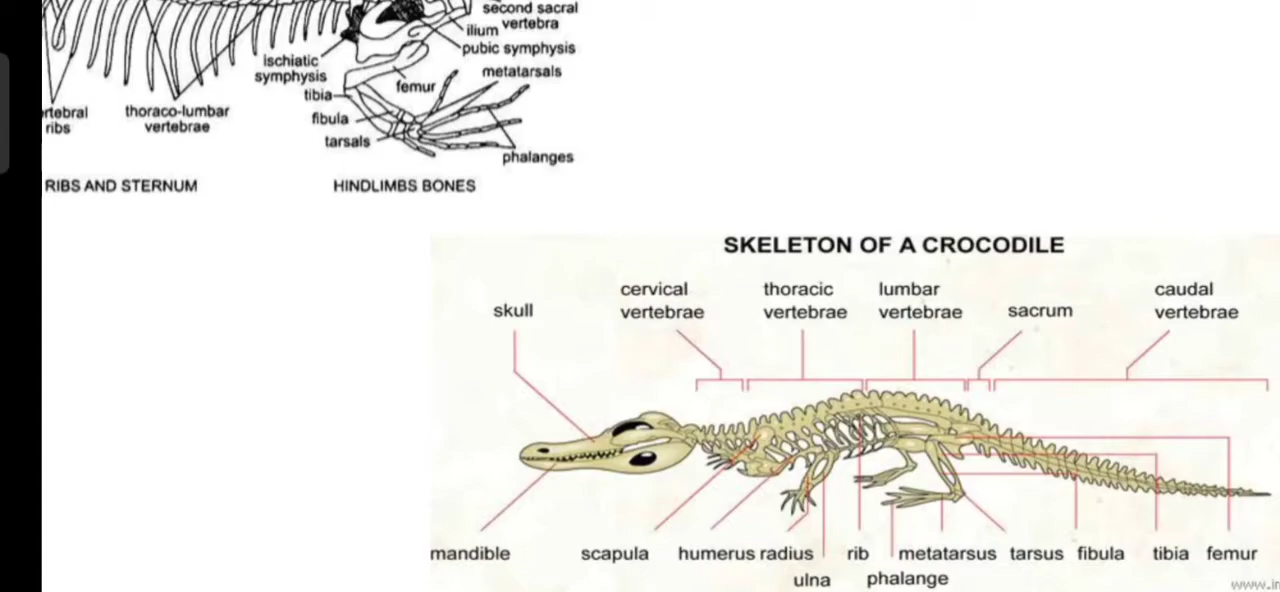 second sacral
vertebra
ilium
pubic symphysis
ischiatic
symphysis
metatarsals
femur
tibia
thoraco-lumbar
vertebrae
ribs
fibula
tarsals
phalanges
RIBS AND STERNUM
HINDLIMBS BONES
SKELETON OF A CROCODILE
skull
cervical
vertebrae
thoracic
vertebrae
lumbar
vertebrae
sacrum
caudal
vertebrae
mandible
scapula
humerus
radius
ulna
rib
phalange
metatarsus
tarsus
fibula
tibia
femur